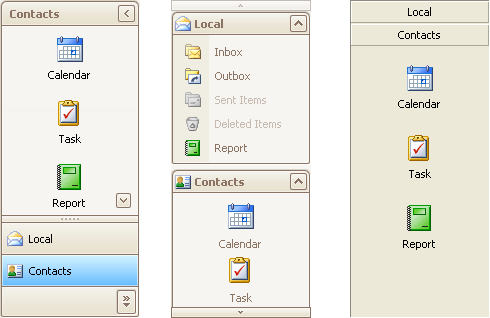 Contacts
Calendar
Task
Report
Local
Contacts
Local
Inbox
Outbox
Sent Items
Deleted Items
Report
Contacts
Calendar
Task
Local
Contacts
Calendar
Task
Report